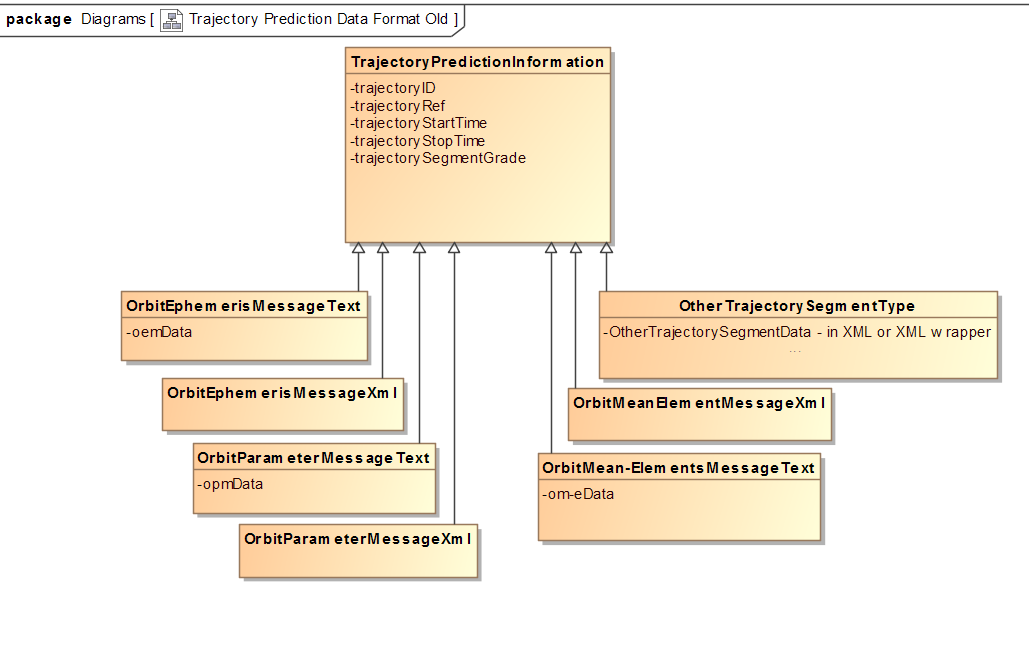 package Diagrams [ Trajectory Prediction Data Format Old ]
TrajectoryPredictionInformation
-trajectoryID
-trajectoryRef
-trajectoryStartTime
-trajectoryStopTime
-trajectorySegmentGrade
OrbitEphemerisMessageText
-oemData
OtherTrajectorySegmentType
-OtherTrajectorySegmentData - in XML or XML wrapper
...
OrbitEphemerisMessageXml
OrbitMeanElementMessageXml
OrbitParameterMessageText
-opmData
OrbitMean-ElementsMessageText
-om-eData
OrbitParameterMessageXml